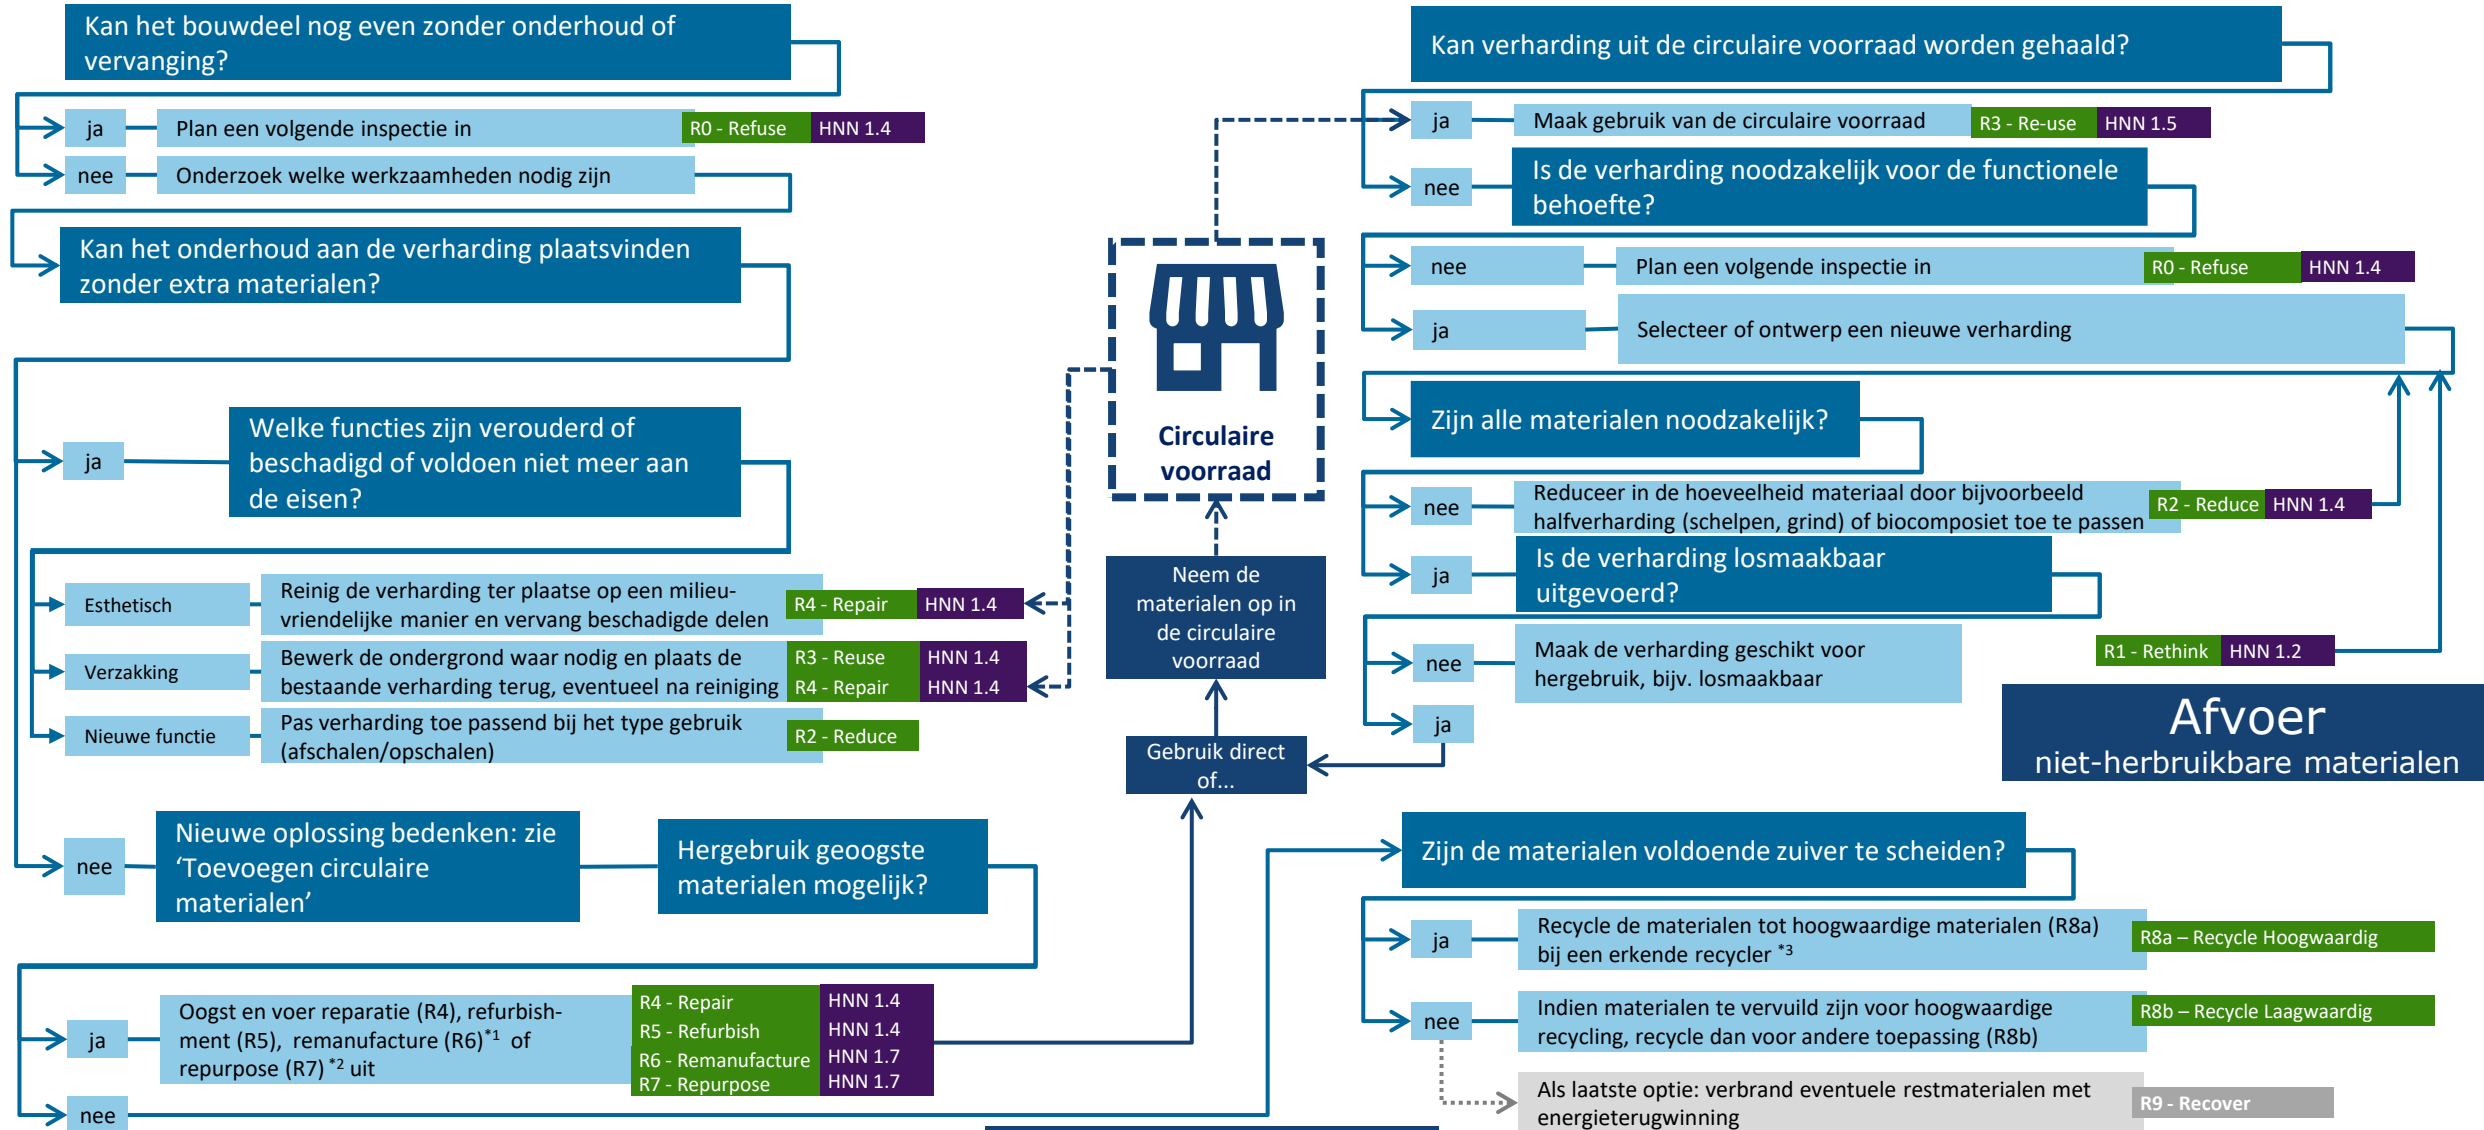 Kan het bouwdeel nog even zonder onderhoud of
vervanging?
ja
Plan een volgende inspectie in
R0 - Refuse
HNN 1.4
nee
Onderzoek welke werkzaamheden nodig zijn
Kan het onderhoud aan de verharding plaatsvinden
zonder extra materialen?
ja
Welke functies zijn verouderd of
beschadigd of voldoen niet meer aan
de eisen?
Esthetisch
Reinig de verharding ter plaatse op een milieu-
vriendelijke manier en vervang beschadigde delen
R4 - Repair
HNN 1.4
Verzakking
Bewerk de ondergrond waar nodig en plaats de
bestaande verharding terug, eventueel na reiniging
R3 - Reuse
HNN 1.4
R4 - Repair
HNN 1.4
Nieuwe functie
Pas verharding toe passend bij het type gebruik
(afschalen/opschalen)
R2 - Reduce
nee
Nieuwe oplossing bedenken: zie
‘Toevoegen circulaire
materialen’
Hergebruik geoogste
materialen mogelijk?
ja
Oogst en voer reparatie (R4), refurbish-
ment (R5), remanufacture (R6)*1 of
repurpose (R7) *2 uit
R4 - Repair
HNN 1.4
R5 - Refurbish
HNN 1.4
R6 - Remanufacture
HNN 1.7
R7 - Repurpose
HNN 1.7
nee
Circulaire
voorraad
Neem de
materialen op in
de circulaire
voorraad
Gebruik direct
of...
Kan verharding uit de circulaire voorraad worden gehaald?
ja
Maak gebruik van de circulaire voorraad
R3 - Re-use
HNN 1.5
nee
Is de verharding noodzakelijk voor de functionele
behoefte?
nee
Plan een volgende inspectie in
R0 - Refuse
HNN 1.4
ja
Selecteer of ontwerp een nieuwe verharding
Zijn alle materialen noodzakelijk?
nee
Reduceer in de hoeveelheid materiaal door bijvoorbeeld
halfverharding (schelpen, grind) of biocomposiet toe te passen
R2 - Reduce
HNN 1.4
ja
Is de verharding losmaakbaar
uitgevoerd?
nee
Maak de verharding geschikt voor
hergebruik, bijv. losmaakbaar
R1 - Rethink
HNN 1.2
ja
Afvoer
niet-herbruikbare materialen
Zijn de materialen voldoende zuiver te scheiden?
ja
Recycle de materialen tot hoogwaardige materialen (R8a)
bij een erkende recycler *3
R8a – Recycle Hoogwaardig
nee
Indien materialen te vervuild zijn voor hoogwaardige
recycling, recycle dan voor andere toepassing (R8b)
R8b – Recycle Laagwaardig
Als laatste optie: verbrand eventuele restmaterialen met
energieterugwinning
R9 - Recover